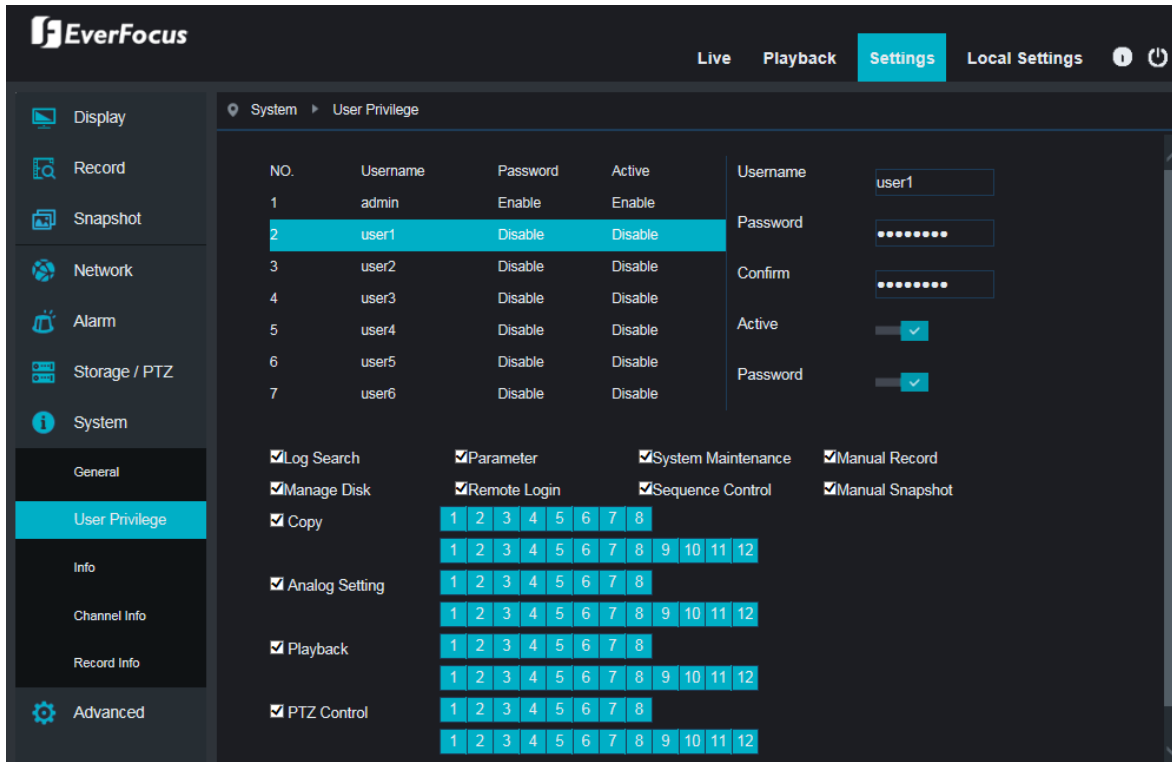 EverFocus
Live Playback Settings Local Settings
Display
Record
Snapshot
Network
Alarm
Storage / PTZ
System
General
User Privilege
Info
Channel Info
Record Info
Advanced
System User Privilege
NO. Username Password Active
1 admin Enable Enable
2 user1 Disable Disable
3 user2 Disable Disable
4 user3 Disable Disable
5 user4 Disable Disable
6 user5 Disable Disable
7 user6 Disable Disable
Username user1
Password ••••••••
Confirm ••••••••
Active
Password
Log Search Parameter System Maintenance Manual Record
Manage Disk Remote Login Sequence Control Manual Snapshot
Copy 1 2 3 4 5 6 7 8
1 2 3 4 5 6 7 8 9 10 11 12
Analog Setting 1 2 3 4 5 6 7 8
1 2 3 4 5 6 7 8 9 10 11 12
Playback 1 2 3 4 5 6 7 8
1 2 3 4 5 6 7 8 9 10 11 12
PTZ Control 1 2 3 4 5 6 7 8
1 2 3 4 5 6 7 8 9 10 11 12